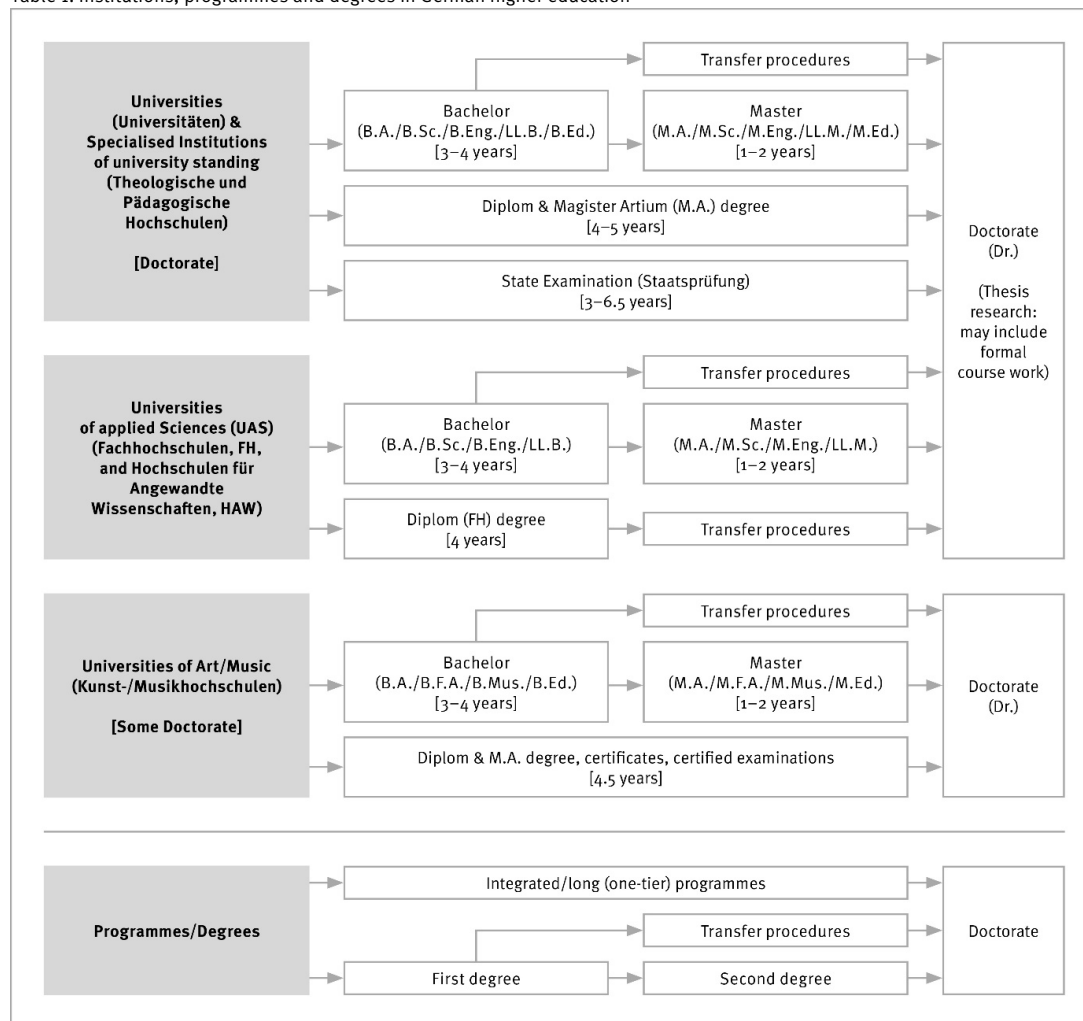 Table 1: Institutions, programmes and degrees in German higher education
Universities
(Universitäten) &
Specialised Institutions
of university standing
(Theologische und
Pädagogische
Hochschulen)
[Doctorate]
Transfer procedures
Bachelor
(B.A./B.Sc./B.Eng./LL.B./B.Ed.)
[3–4 years]
Master
(M.A./M.Sc./M.Eng./LL.M./M.Ed.)
[1–2 years]
Diplom & Magister Artium (M.A.) degree
[4–5 years]
State Examination (Staatsprüfung)
[3–6.5 years]
Doctorate
(Dr.)
(Thesis
research:
may include
formal
course work)
Universities
of applied Sciences (UAS)
(Fachhochschulen, FH,
and Hochschulen für
Angewandte
Wissenschaften, HAW)
Transfer procedures
Bachelor
(B.A./B.Sc./B.Eng./LL.B.)
[3–4 years]
Master
(M.A./M.Sc./M.Eng./LL.M.)
[1–2 years]
Diplom (FH) degree
[4 years]
Transfer procedures
Universities of Art/Music
(Kunst-/Musikhochschulen)
[Some Doctorate]
Transfer procedures
Bachelor
(B.A./B.F.A./B.Mus./B.Ed.)
[3–4 years]
Master
(M.A./M.F.A./M.Mus./M.Ed.)
[1–2 years]
Diplom & M.A. degree, certificates, certified examinations
[4.5 years]
Doctorate
(Dr.)
Programmes/Degrees
Integrated/long (one-tier) programmes
Transfer procedures
First degree
Second degree
Doctorate